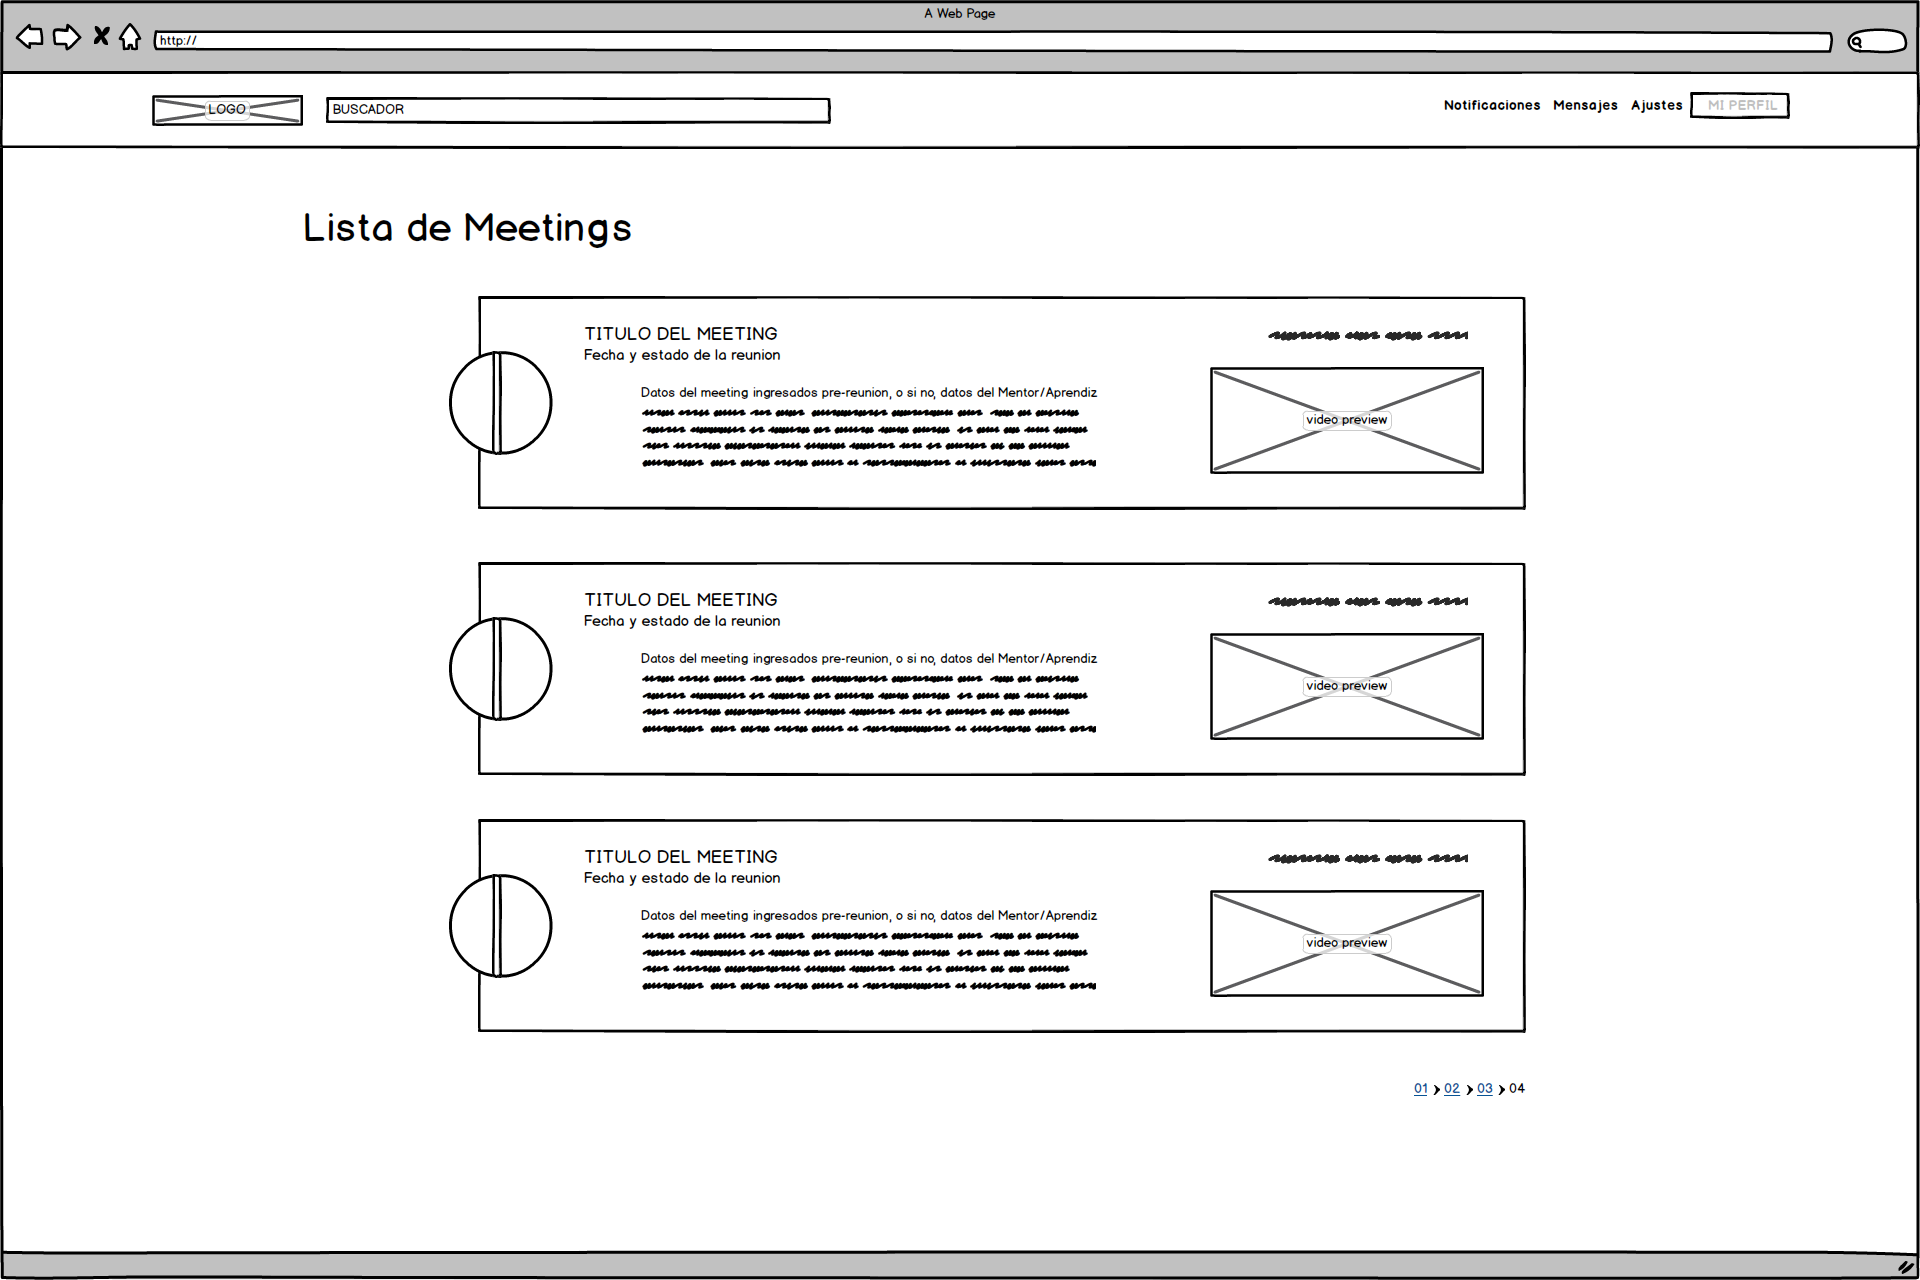 A Web Page
http://
LOGO
BUSCADOR
Notificaciones Mensajes Ajustes MI PERFIL
Lista de Meetings
TITULO DEL MEETING
Fecha y estado de la reunion
Datos del meeting ingresados pre-reunion, o si no, datos del Mentor/Aprendiz
video preview
TITULO DEL MEETING
Fecha y estado de la reunion
Datos del meeting ingresados pre-reunion, o si no, datos del Mentor/Aprendiz
video preview
TITULO DEL MEETING
Fecha y estado de la reunion
Datos del meeting ingresados pre-reunion, o si no, datos del Mentor/Aprendiz
video preview
01 > 02 > 03 > 04